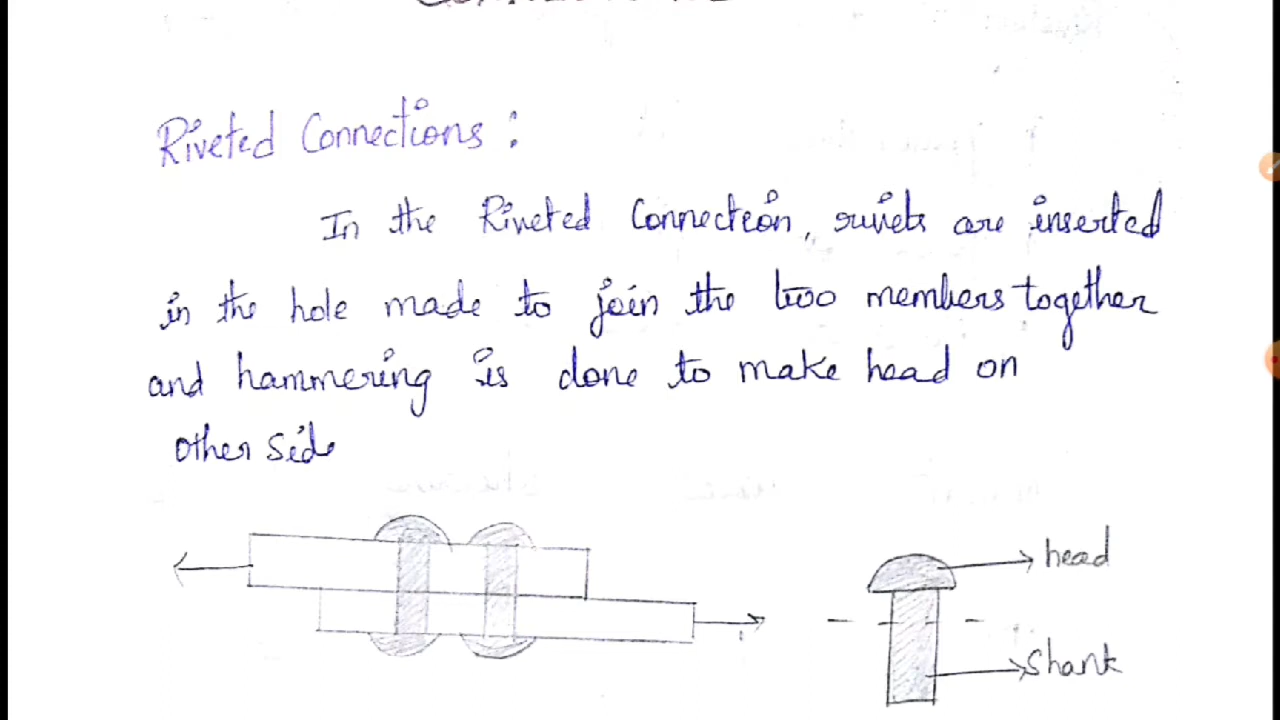 Riveted Connections:
In the Riveted Connection, rivets are inserted
in the hole made to join the two members together
and hammering is done to make head on
other side
head
shank